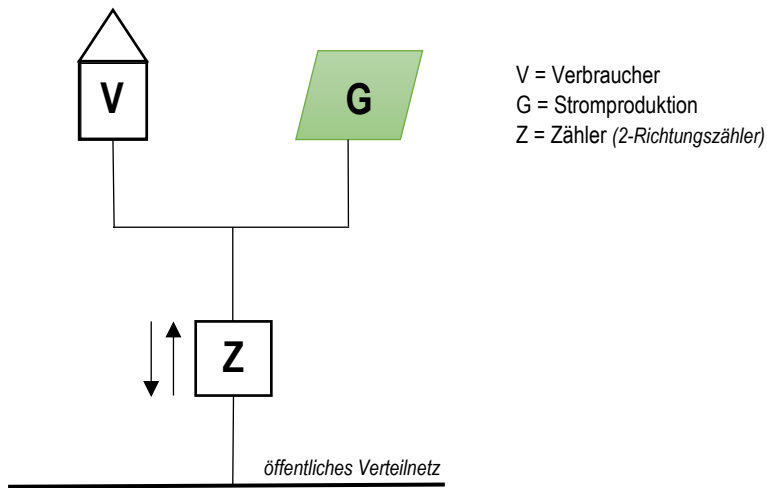 V
G
V = Verbraucher
G = Stromproduktion
Z = Zähler (2-Richtungszähler)
Z
öffentliches Verteilnetz